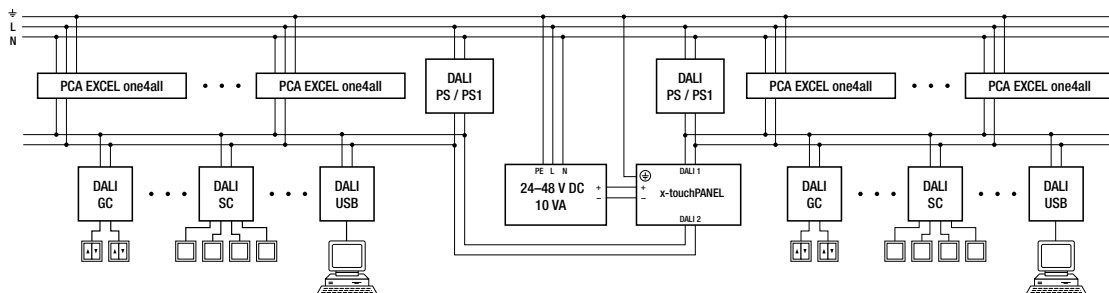 L
N
PCA EXCEL one4all
PCA EXCEL one4all
DALI
PS / PS1
DALI
PS / PS1
PCA EXCEL one4all
PCA EXCEL one4all
DALI
GC
DALI
SC
DALI
USB
PE L N
24–48 V DC
10 VA
+
–
+
–
DALI 1
x-touchPANEL
DALI 2
DALI
GC
DALI
SC
DALI
USB